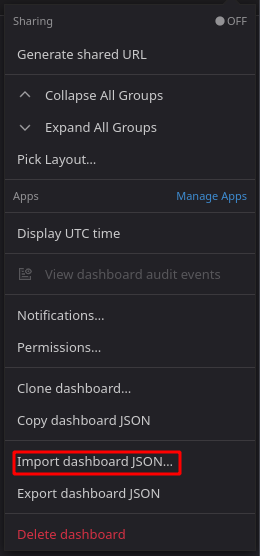 Sharing OFF
Generate shared URL
Collapse All Groups
Expand All Groups
Pick Layout...
Apps Manage Apps
Display UTC time
View dashboard audit events
Notifications...
Permissions...
Clone dashboard...
Copy dashboard JSON
Import dashboard JSON...
Export dashboard JSON
Delete dashboard